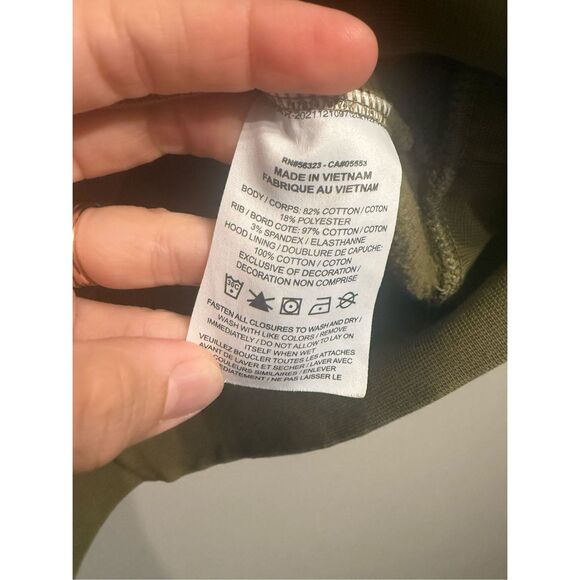 RN#56323 - CA#05553
MADE IN VIETNAM
FABRIQUE AU VIETNAM
BODY / CORPS: 82% COTTON / COTON
18% POLYESTER
RIB / BORD COTE: 97% COTTON / COTON
3% SPANDEX / ELASTHANNE
HOOD LINING / DOUBLURE DE CAPUCHE:
100% COTTON / COTON
EXCLUSIVE OF DECORATION /
DECORATION NON COMPRISE
30C
FASTEN ALL CLOSURES TO WASH AND DRY /
WASH WITH LIKE COLORS / REMOVE
IMMEDIATELY / DO NOT ALLOW TO LAY ON
ITSELF WHEN WET
VEUILLEZ BOUCLER TOUTES LES ATTACHES
AVANT DE LAVER ET SECHER / LAVER AVEC
COULEURS SIMILAIRES / ENLEVER
EDIATEMENT / NE PAS LAISSER LE